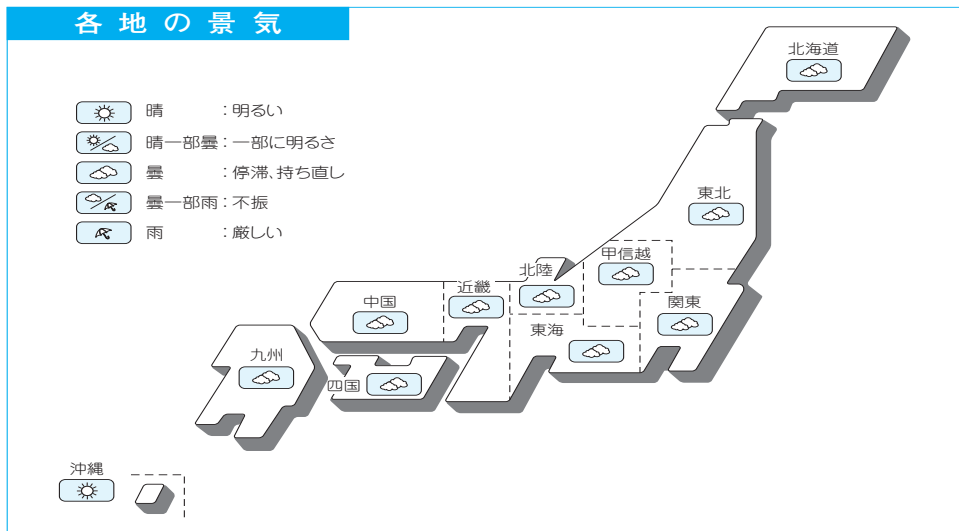 各地の景気
晴：明るい
晴一部曇：一部に明るさ
曇：停滞、持ち直し
曇一部雨：不振
雨：厳しい
北海道
東北
甲信越
北陸
近畿
中国
関東
東海
九州
四国
沖縄